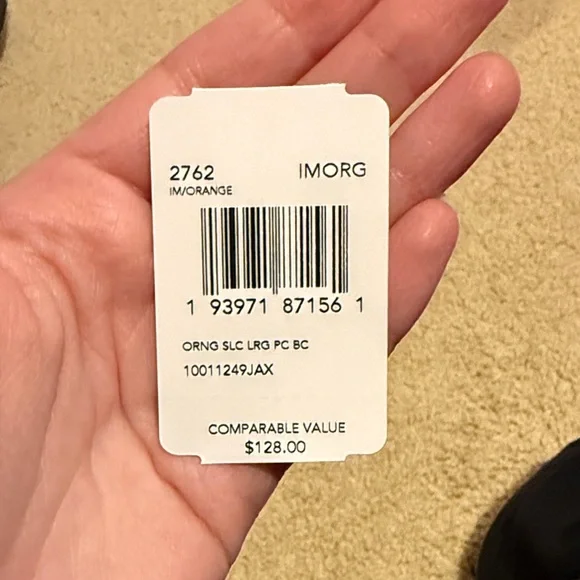 2762 IMORG
IM/ORANGE
1 93971 87156 1
ORNG SLC LRG PC BC
10011249JAX
COMPARABLE VALUE
$128.00